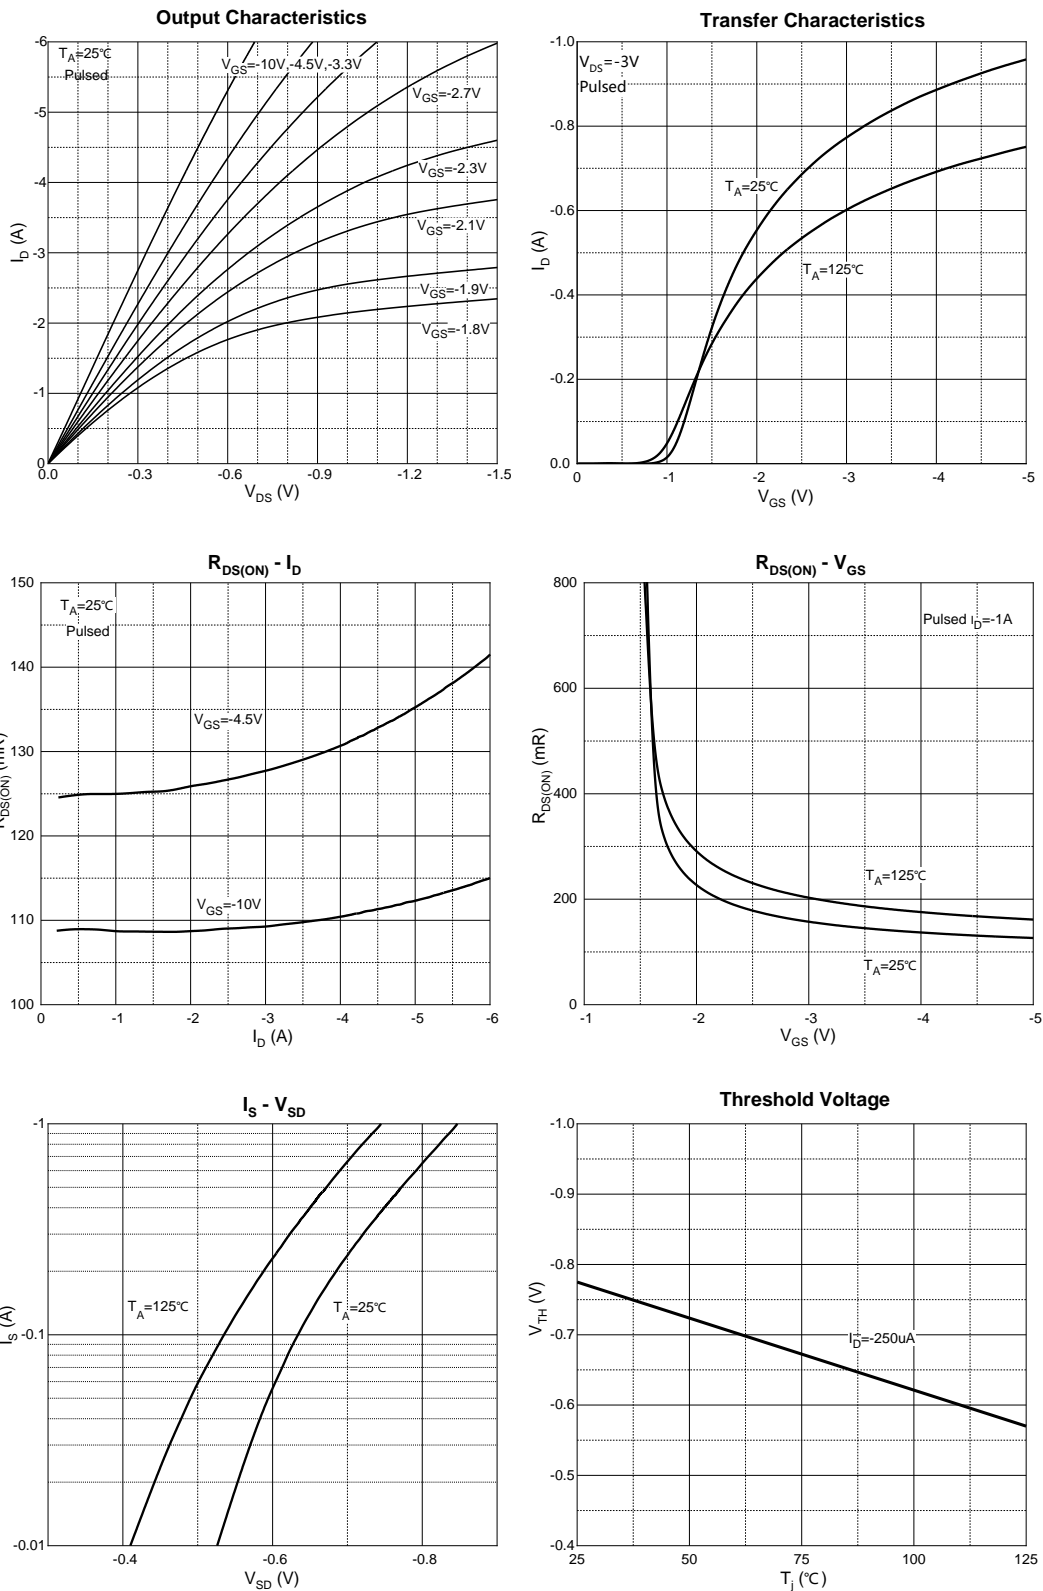 Output Characteristics
-6
-5
-4
-3
-2
-1
0
I_D (A)
T_A=25℃
Pulsed
V_GS=-10V,-4.5V,-3.3V
V_GS=-2.7V
V_GS=-2.3V
V_GS=-2.1V
V_GS=-1.9V
V_GS=-1.8V
0.0 -0.3 -0.6 -0.9 -1.2 -1.5
V_DS (V)
Transfer Characteristics
-1.0
-0.8
-0.6
-0.4
-0.2
0.0
I_D (A)
V_DS=-3V
Pulsed
T_A=25℃
T_A=125℃
0 -1 -2 -3 -4 -5
V_GS (V)
R_DS(ON) - I_D
150
140
130
120
110
100
R_DS(ON) (mR)
T_A=25℃
Pulsed
V_GS=-4.5V
V_GS=-10V
0 -1 -2 -3 -4 -5 -6
I_D (A)
R_DS(ON) - V_GS
800
600
400
200
0
R_DS(ON) (mR)
Pulsed I_D=-1A
T_A=125℃
T_A=25℃
-1 -2 -3 -4 -5
V_GS (V)
I_S - V_SD
-1
-0.1
-0.01
I_S (A)
T_A=125℃
T_A=25℃
-0.4 -0.6 -0.8
V_SD (V)
Threshold Voltage
-1.0
-0.9
-0.8
-0.7
-0.6
-0.5
-0.4
V_TH (V)
I_D=-250uA
25 50 75 100 125
T_j (℃)